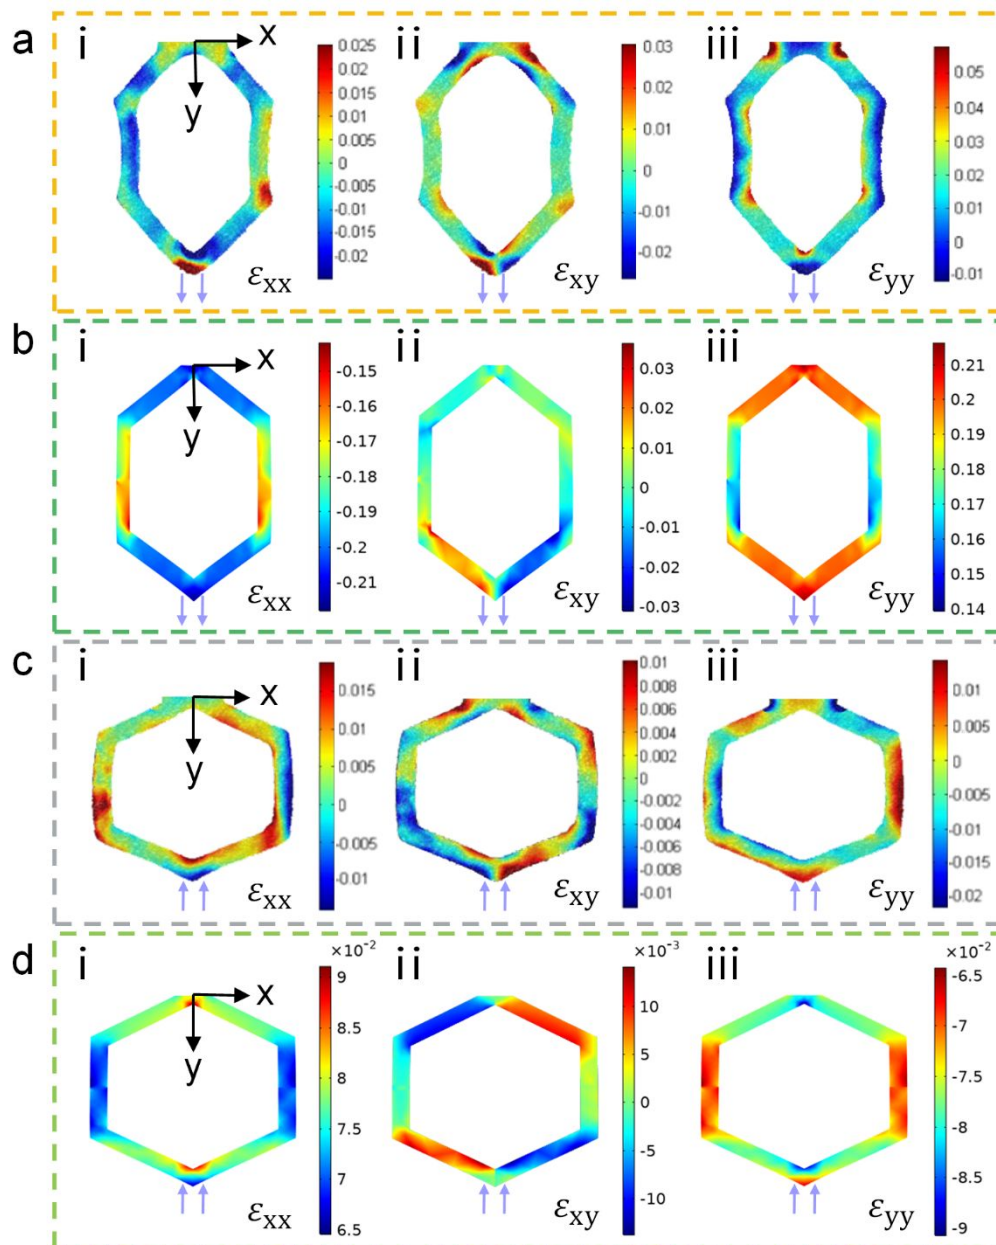 a
i
x
y
0.025
0.02
0.015
0.01
0.005
0
-0.005
-0.01
-0.015
-0.02
εxx
ii
0.03
0.02
0.01
0
-0.01
-0.02
εxy
iii
0.05
0.04
0.03
0.02
0.01
0
-0.01
εyy
b
i
x
y
-0.15
-0.16
-0.17
-0.18
-0.19
-0.2
-0.21
εxx
ii
0.03
0.02
0.01
0
-0.01
-0.02
-0.03
εxy
iii
0.21
0.20
0.19
0.18
0.17
0.16
0.15
0.14
εyy
c
i
x
y
0.015
0.01
0.005
0
-0.005
-0.01
εxx
ii
0.01
0.008
0.006
0.004
0.002
0
-0.002
-0.004
-0.006
-0.008
-0.01
εxy
iii
0.01
0.005
0
-0.005
-0.01
-0.015
-0.02
εyy
d
i
x
y
×10-2
9
8.5
8
7.5
7
6.5
εxx
ii
×10-3
10
5
0
-5
-10
εxy
iii
×10-2
-6.5
-7
-7.5
-8
-8.5
-9
εyy